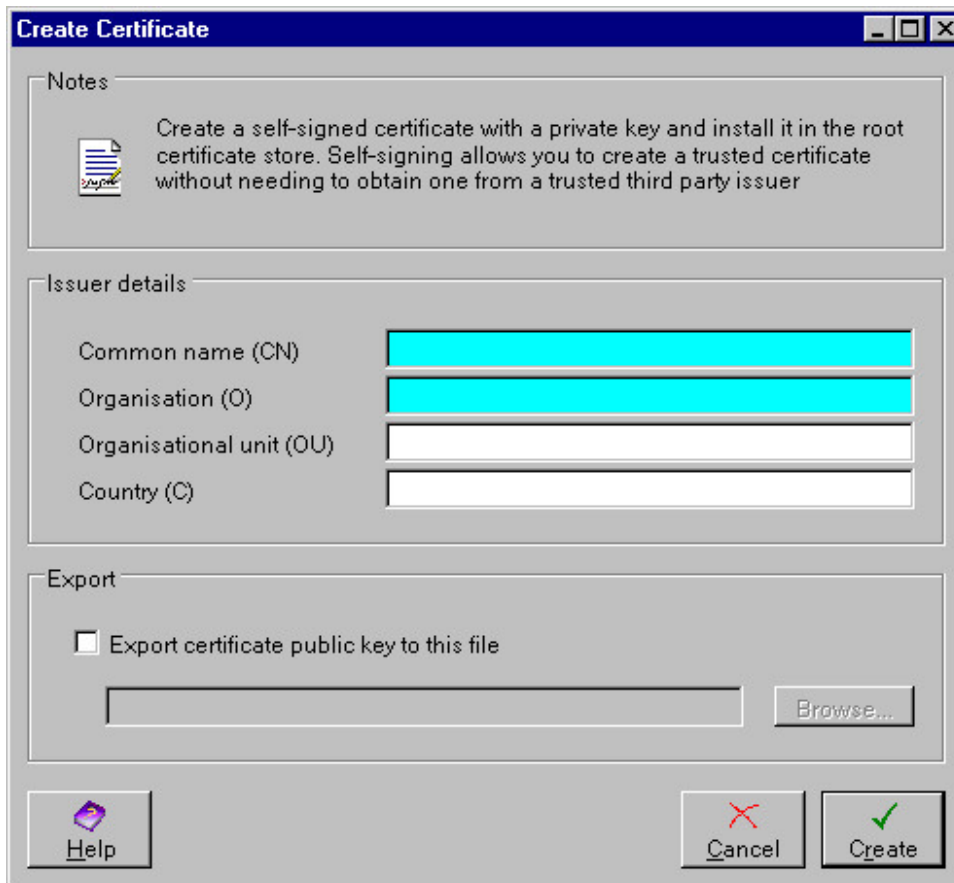 Create Certificate
Notes
Create a self-signed certificate with a private key and install it in the root
certificate store. Self-signing allows you to create a trusted certificate
without needing to obtain one from a trusted third party issuer
Issuer details
Common name (CN)
Organisation (O)
Organisational unit (OU)
Country (C)
Export
Export certificate public key to this file
Browse...
Help
Cancel
Create